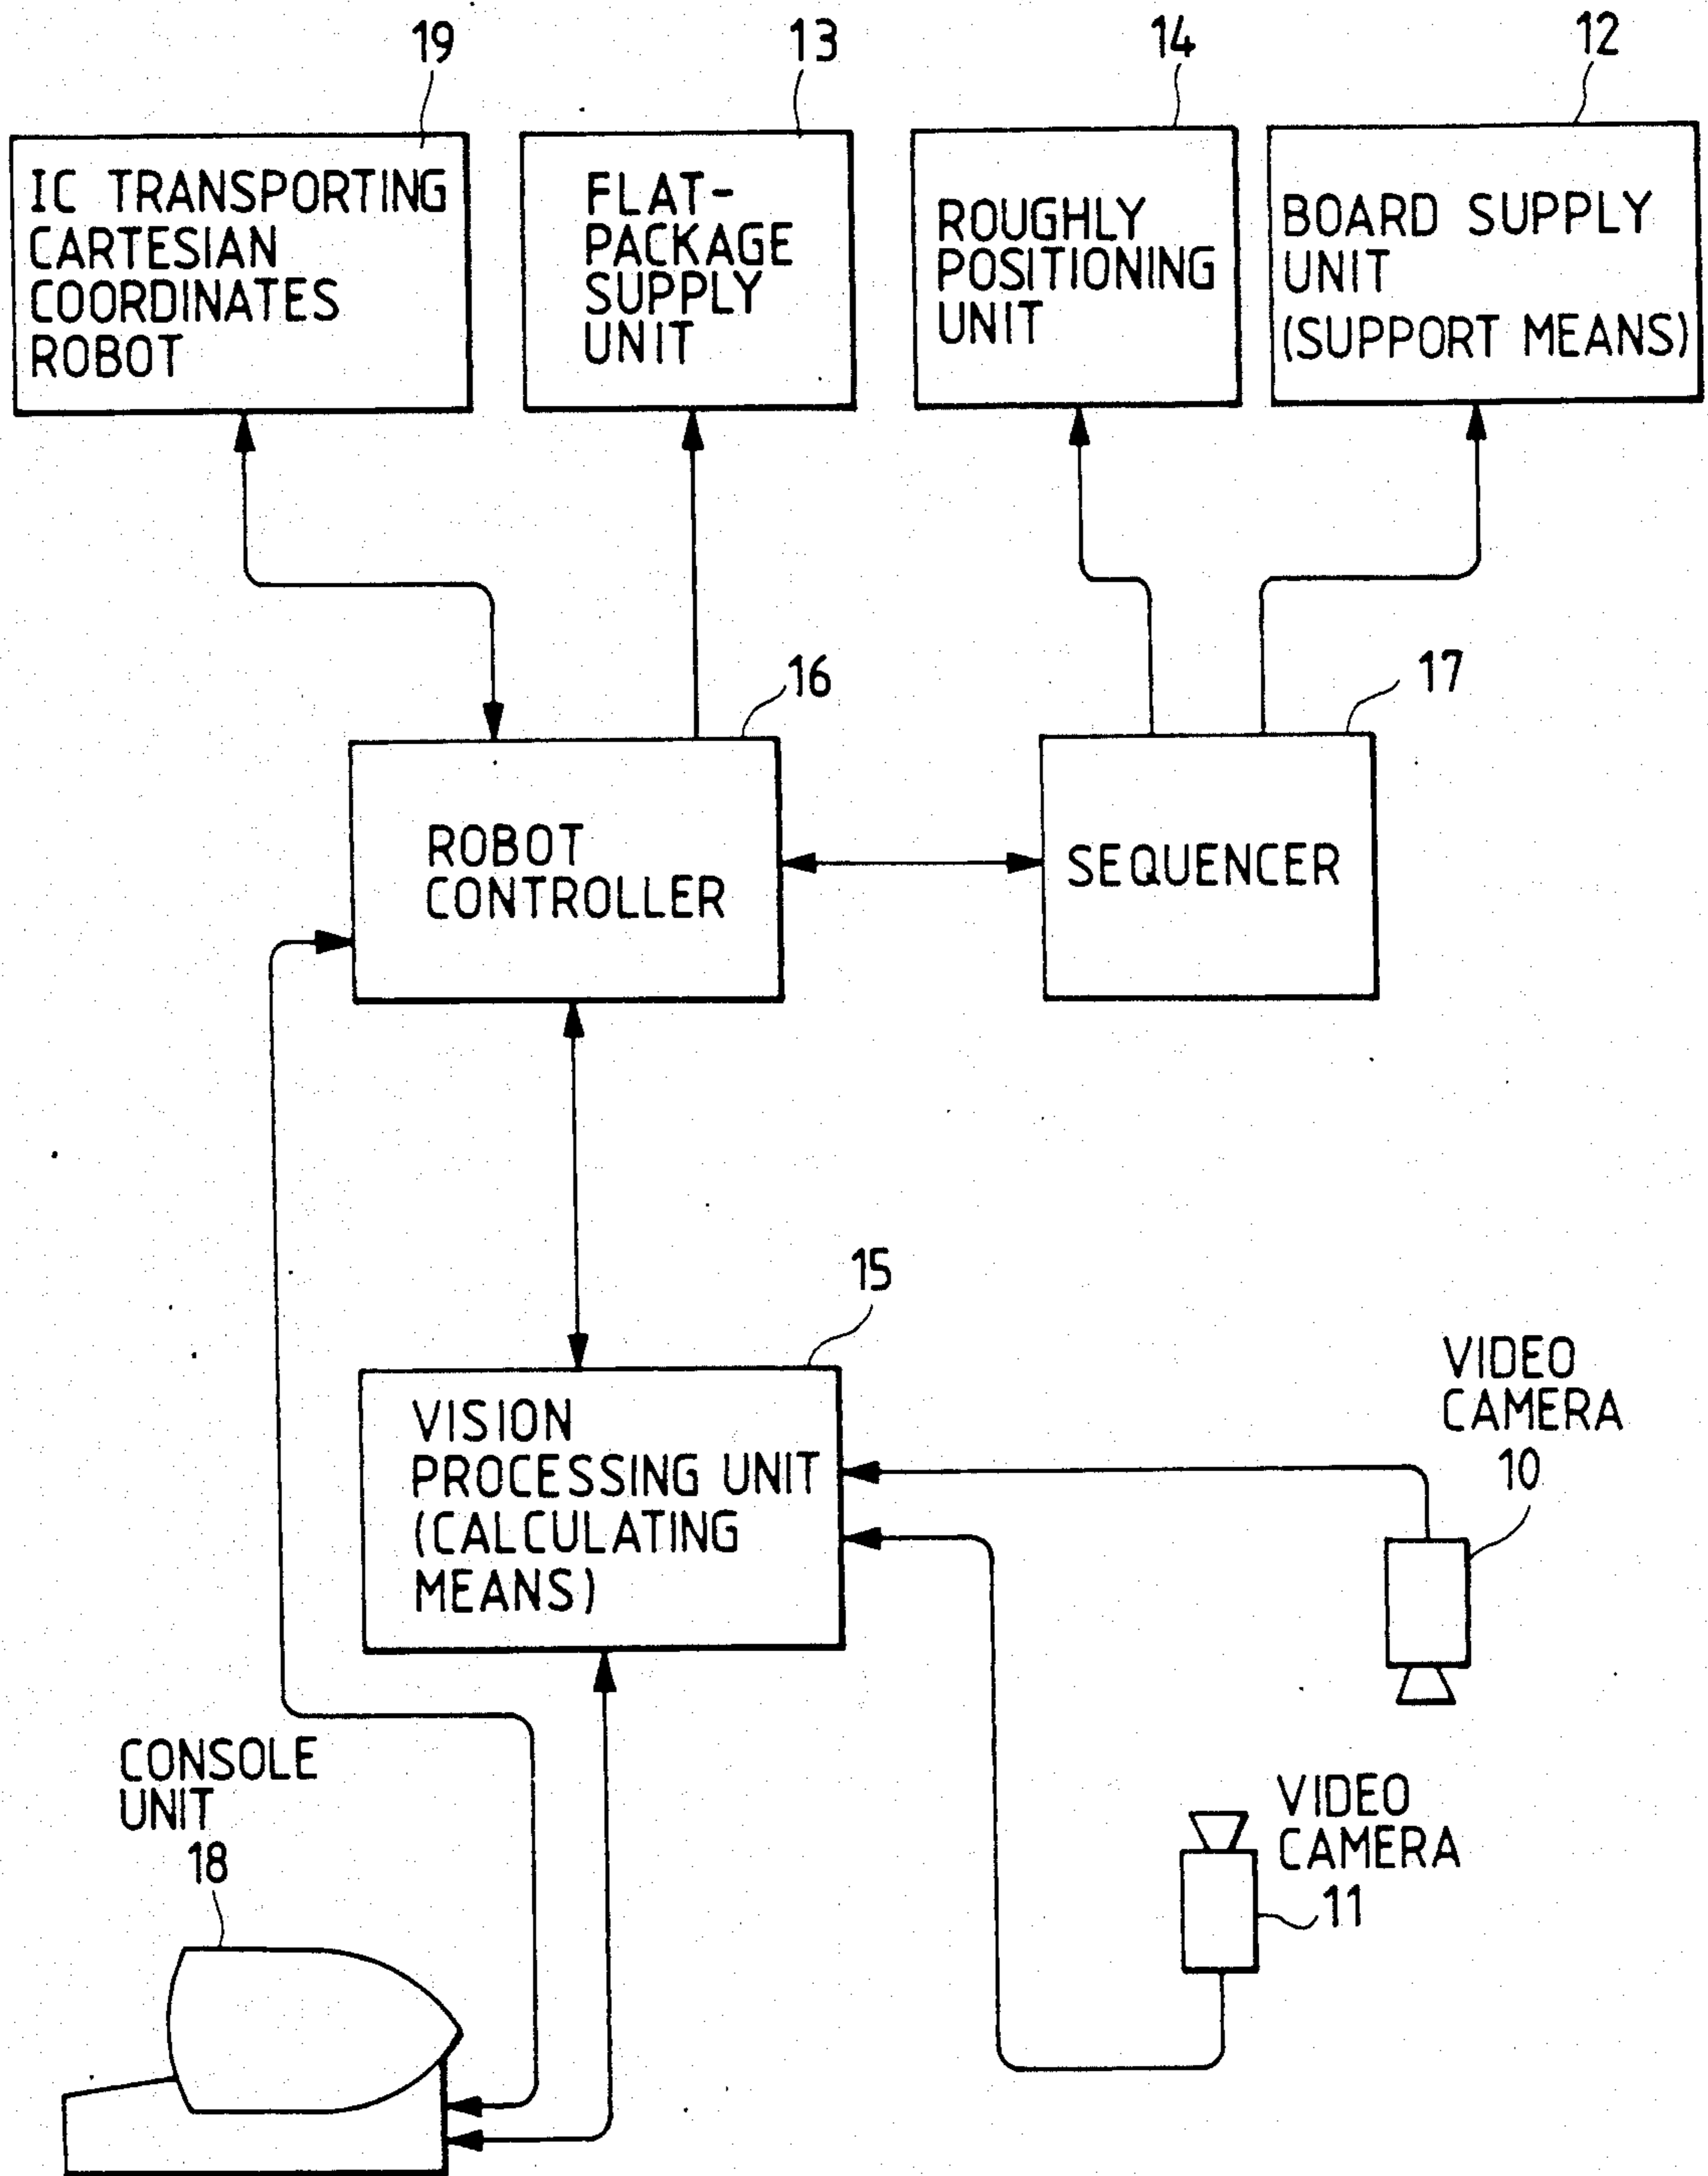 19
13
14
12
IC TRANSPORTING
CARTESIAN
COORDINATES
ROBOT
FLAT-
PACKAGE
SUPPLY
UNIT
ROUGHLY
POSITIONING
UNIT
BOARD SUPPLY
UNIT
(SUPPORT MEANS)
16
17
ROBOT
CONTROLLER
SEQUENCER
15
VISION
PROCESSING UNIT
(CALCULATING
MEANS)
VIDEO
CAMERA
10
CONSOLE
UNIT
18
VIDEO
CAMERA
11